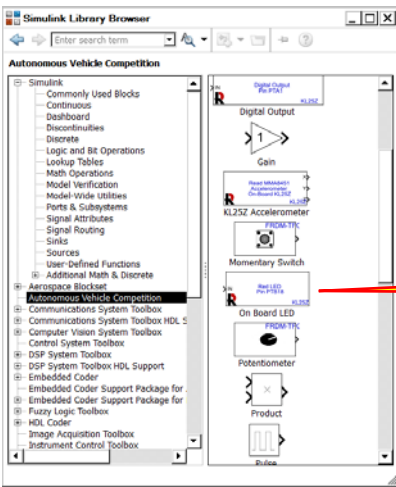 Simulink Library Browser
Enter search term
Autonomous Vehicle Competition
Simulink
Commonly Used Blocks
Continuous
Dashboard
Discontinuities
Discrete
Logic and Bit Operations
Lookup Tables
Math Operations
Model Verification
Model-Wide Utilities
Ports & Subsystems
Signal Attributes
Signal Routing
Sinks
Sources
User-Defined Functions
Additional Math & Discrete
Aerospace Blockset
Autonomous Vehicle Competition
Communications System Toolbox
Communications System Toolbox HDL S
Computer Vision System Toolbox
Control System Toolbox
DSP System Toolbox
DSP System Toolbox HDL Support
Embedded Coder
Embedded Coder Support Package for
Embedded Coder Support Package for
Fuzzy Logic Toolbox
HDL Coder
Image Acquisition Toolbox
Instrument Control Toolbox
IN
Digital Output
Pin PTA1
R
KL25Z
Digital Output
1
Gain
Read MMA8451
Accelerometer
On-Board KL25Z
R
KL25Z Accelerometer
FRDM-TFC
Momentary Switch
IN
Red LED
Pin PTB18
R
KL25Z
On Board LED
FRDM-TFC
Potentiometer
×
Product
Pulse